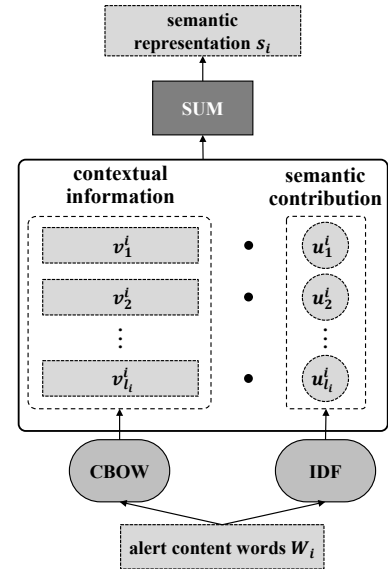 semantic
representation $s_i$
SUM
contextual
information
semantic
contribution
$v_1^i$ • $u_1^i$
$v_2^i$ • $u_2^i$
⋮ ⋮
$v_{l_i}^i$ • $u_{l_i}^i$
CBOW
IDF
alert content words $W_i$